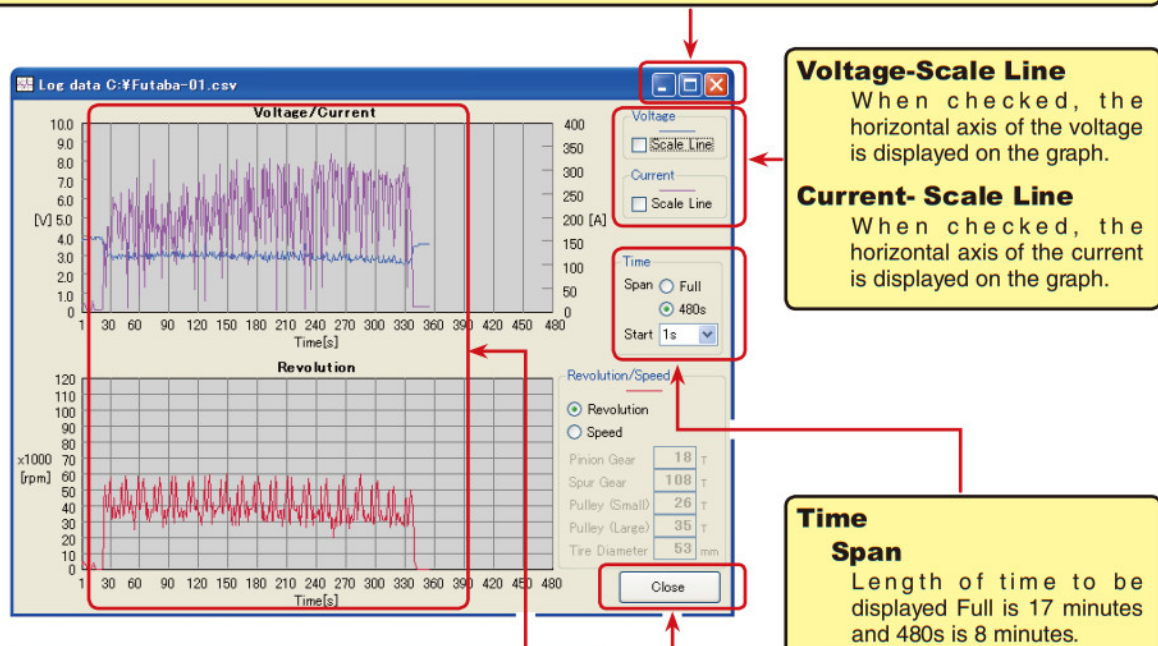 Log data C:¥Futaba-01.csv
Voltage/Current
10.0
9.0
8.0
7.0
6.0
[V] 5.0
4.0
3.0
2.0
1.0
0
400
350
300
250
200 [A]
150
100
50
0
1 30 60 90 120 150 180 210 240 270 300 330 360 390 420 450 480
Time[s]
Revolution
120
110
100
90
80
x1000 70
[rpm] 60
50
40
30
20
10
0
1 30 60 90 120 150 180 210 240 270 300 330 360 390 420 450 480
Time[s]
Voltage
Scale Line
Current
Scale Line
Time
Span Full
480s
Start 1s
Revolution/Speed
Revolution
Speed
Pinion Gear 18 T
Spur Gear 108 T
Pulley (Small) 26 T
Pulley (Large) 35 T
Tire Diameter 53 mm
Close
Voltage-Scale Line
When checked, the
horizontal axis of the voltage
is displayed on the graph.
Current- Scale Line
When checked, the
horizontal axis of the current
is displayed on the graph.
Time
Span
Length of time to be
displayed Full is 17 minutes
and 480s is 8 minutes.